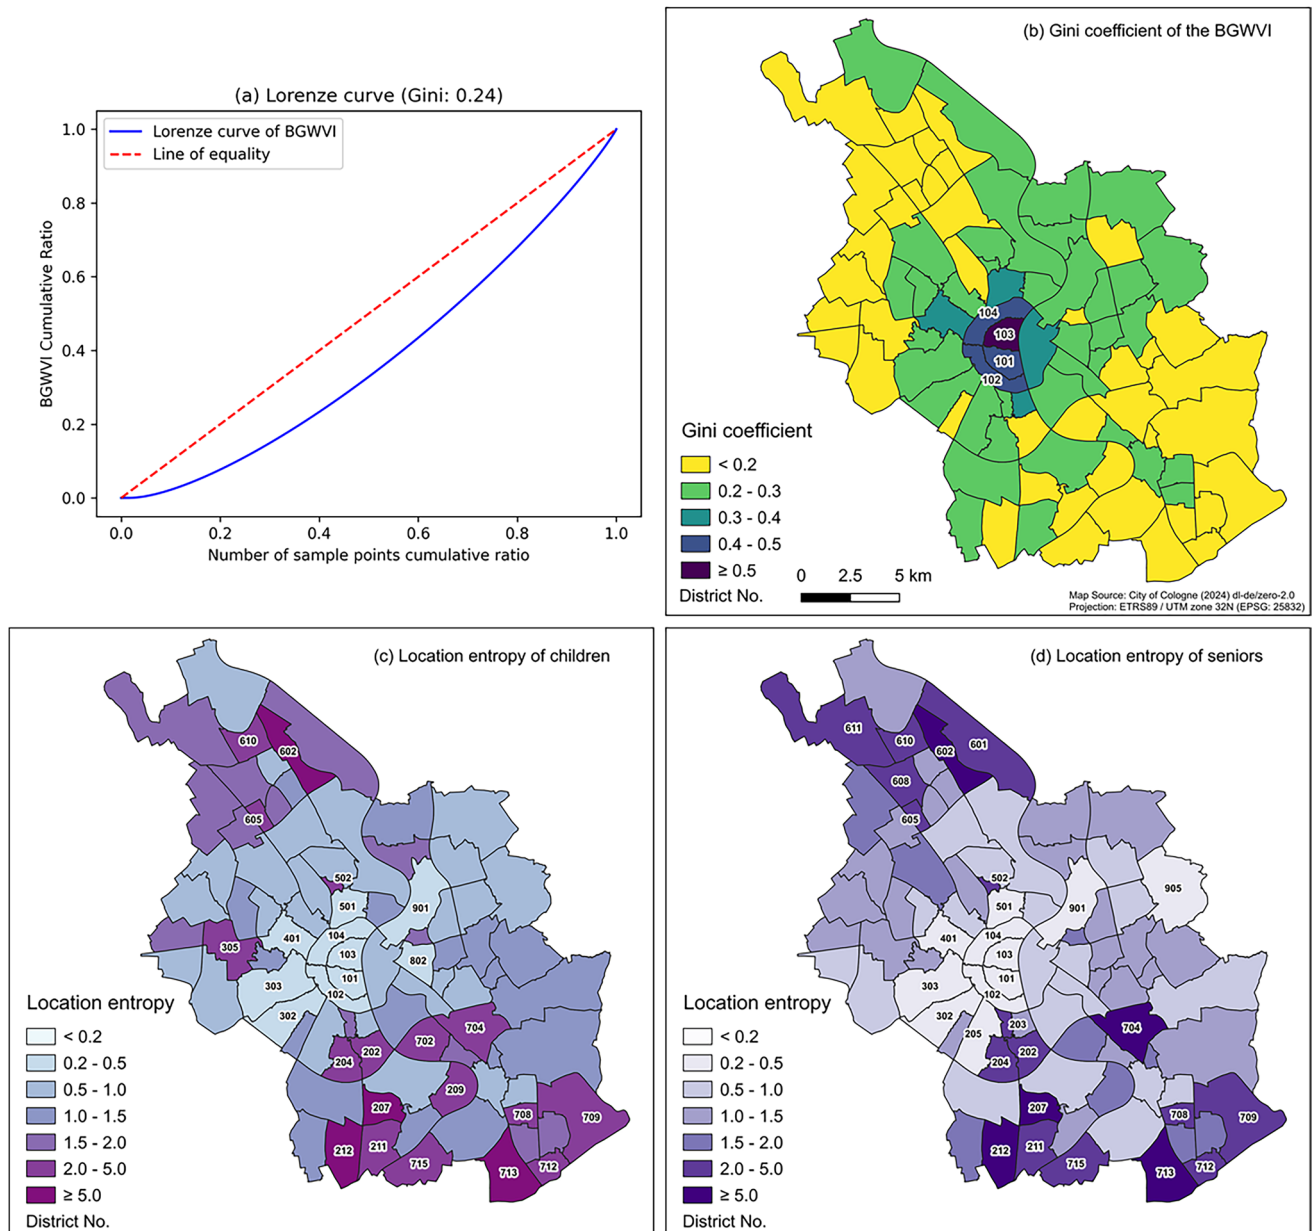 (a) Lorenze curve (Gini: 0.24)
Lorenze curve of BGWVI
Line of equality
BGWVI Cumulative Ratio
1.0
0.8
0.6
0.4
0.2
0.0
0.0 0.2 0.4 0.6 0.8 1.0
Number of sample points cumulative ratio
(b) Gini coefficient of the BGWVI
104
103
101
102
Gini coefficient
< 0.2
0.2 - 0.3
0.3 - 0.4
0.4 - 0.5
≥ 0.5
District No.
0 2.5 5 km
Map Source: City of Cologne (2024) dl-de/zero-2.0
Projection: ETRS89 / UTM zone 32N (EPSG: 25832)
(c) Location entropy of children
610
602
605
502
501
901
401
104
305
103
802
101
303
102
302
704
702
202
204
209
207
708
709
211
212
715
712
713
Location entropy
< 0.2
0.2 - 0.5
0.5 - 1.0
1.0 - 1.5
1.5 - 2.0
2.0 - 5.0
≥ 5.0
District No.
(d) Location entropy of seniors
611
610
601
602
608
605
502
905
501
901
401
104
103
101
303
102
302
203
205
704
202
204
207
708
709
211
212
715
712
713
Location entropy
< 0.2
0.2 - 0.5
0.5 - 1.0
1.0 - 1.5
1.5 - 2.0
2.0 - 5.0
≥ 5.0
District No.